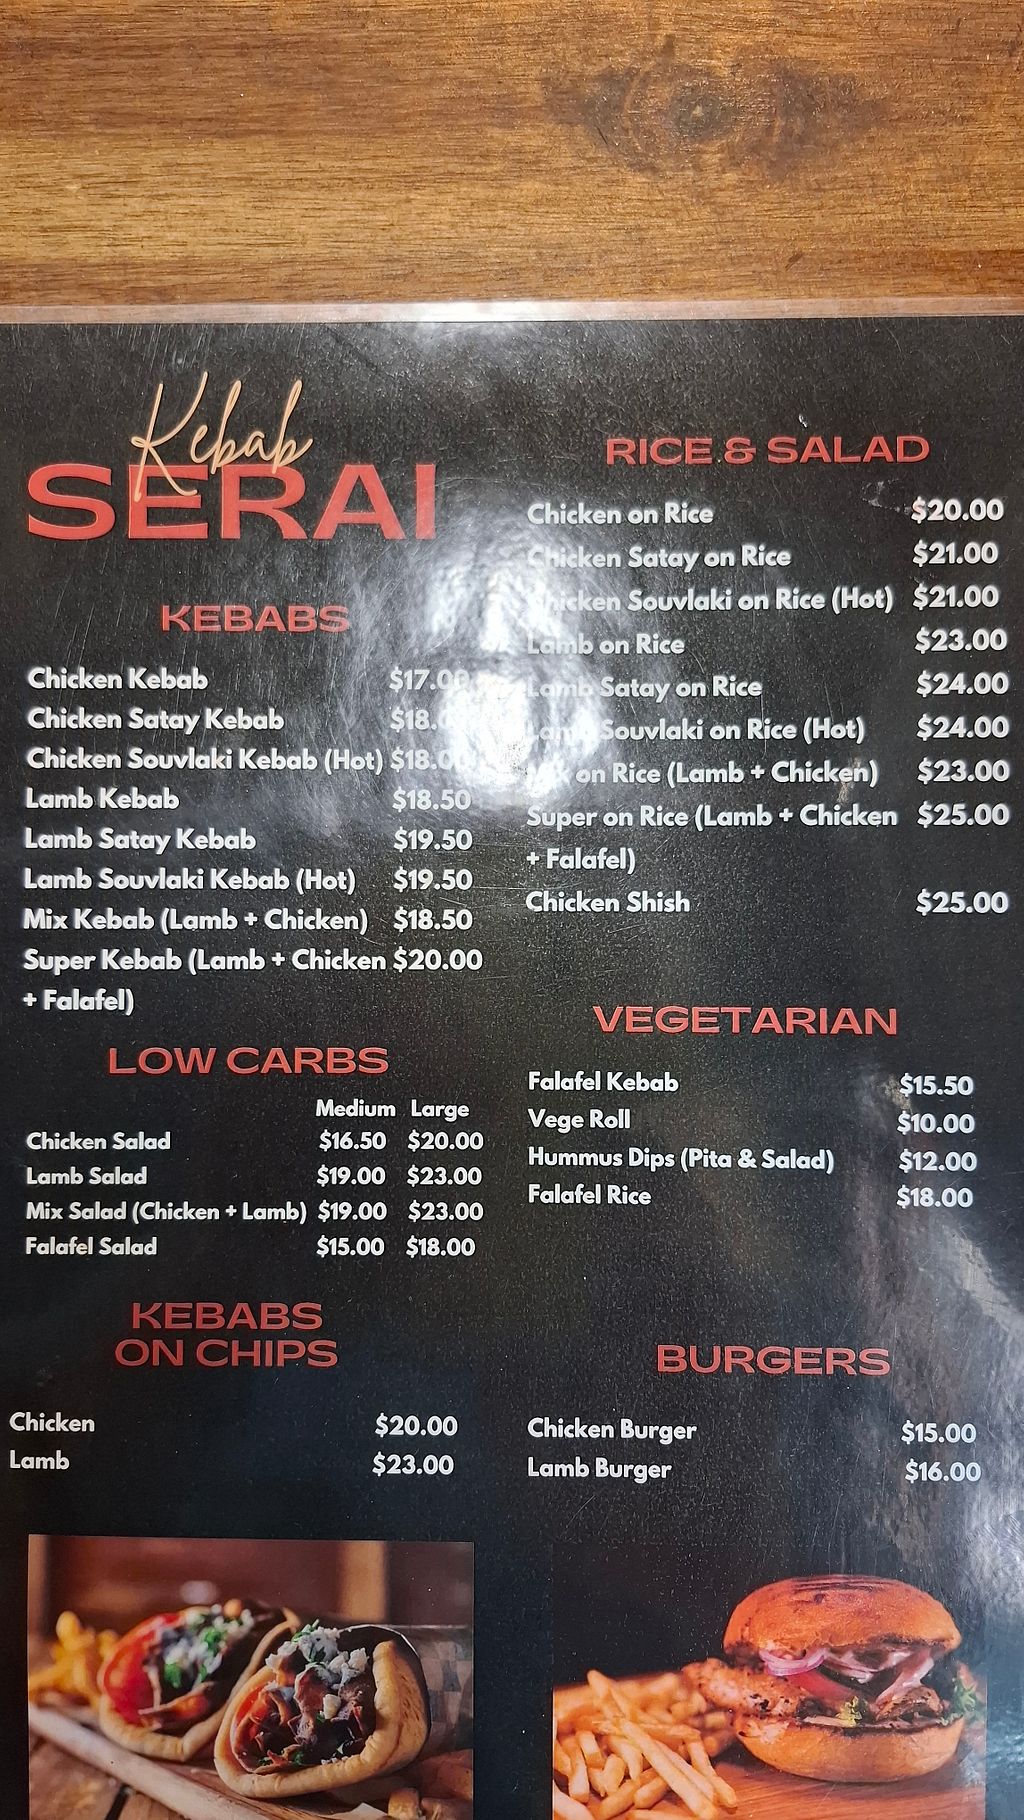 Kebab
SERAI
KEBABS
Chicken Kebab $17.00
Chicken Satay Kebab $18.
Chicken Souvlaki Kebab (Hot) $18.00
Lamb Kebab $18.50
Lamb Satay Kebab $19.50
Lamb Souvlaki Kebab (Hot) $19.50
Mix Kebab (Lamb + Chicken) $18.50
Super Kebab (Lamb + Chicken $20.00
+ Falafel)
LOW CARBS
Medium Large
Chicken Salad $16.50 $20.00
Lamb Salad $19.00 $23.00
Mix Salad (Chicken + Lamb) $19.00 $23.00
Falafel Salad $15.00 $18.00
KEBABS
ON CHIPS
Chicken $20.00
Lamb $23.00
RICE & SALAD
Chicken on Rice $20.00
Chicken Satay on Rice $21.00
Chicken Souvlaki on Rice (Hot) $21.00
Lamb on Rice $23.00
Lamb Satay on Rice $24.00
Lamb Souvlaki on Rice (Hot) $24.00
Mix on Rice (Lamb + Chicken) $23.00
Super on Rice (Lamb + Chicken $25.00
+ Falafel)
Chicken Shish $25.00
VEGETARIAN
Falafel Kebab $15.50
Vege Roll $10.00
Hummus Dips (Pita & Salad) $12.00
Falafel Rice $18.00
BURGERS
Chicken Burger $15.00
Lamb Burger $16.00